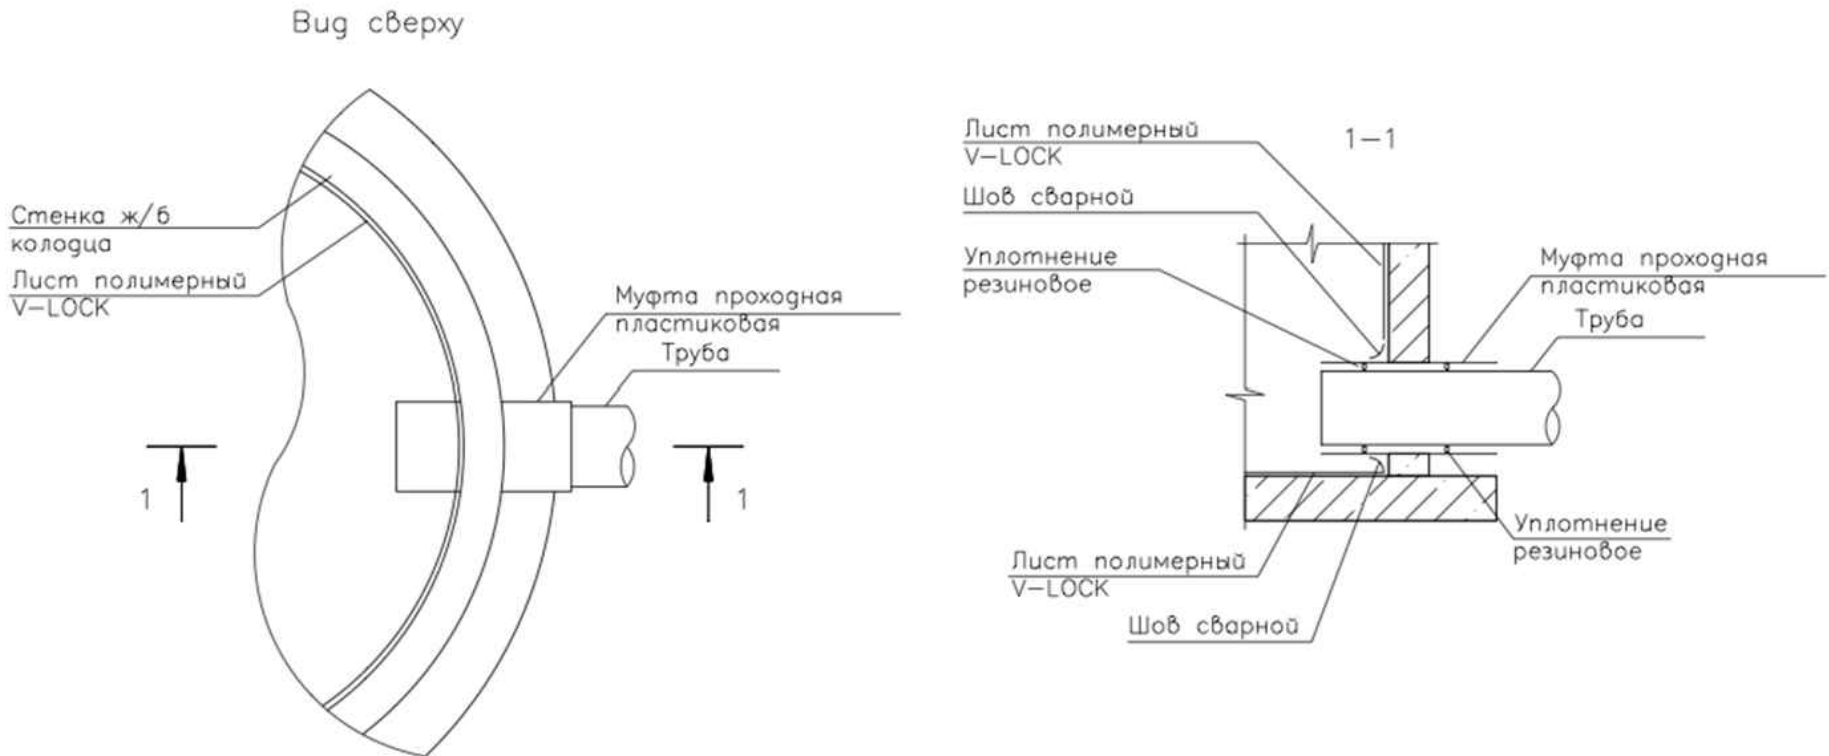 Вид сверху
Стенка ж/б
колодца
Лист полимерный
V-LOCK
Муфта проходная
пластиковая
Труба
1
1
Лист полимерный
V-LOCK
1-1
Шов сварной
Уплотнение
резиновое
Муфта проходная
пластиковая
Труба
Уплотнение
резиновое
Лист полимерный
V-LOCK
Шов сварной